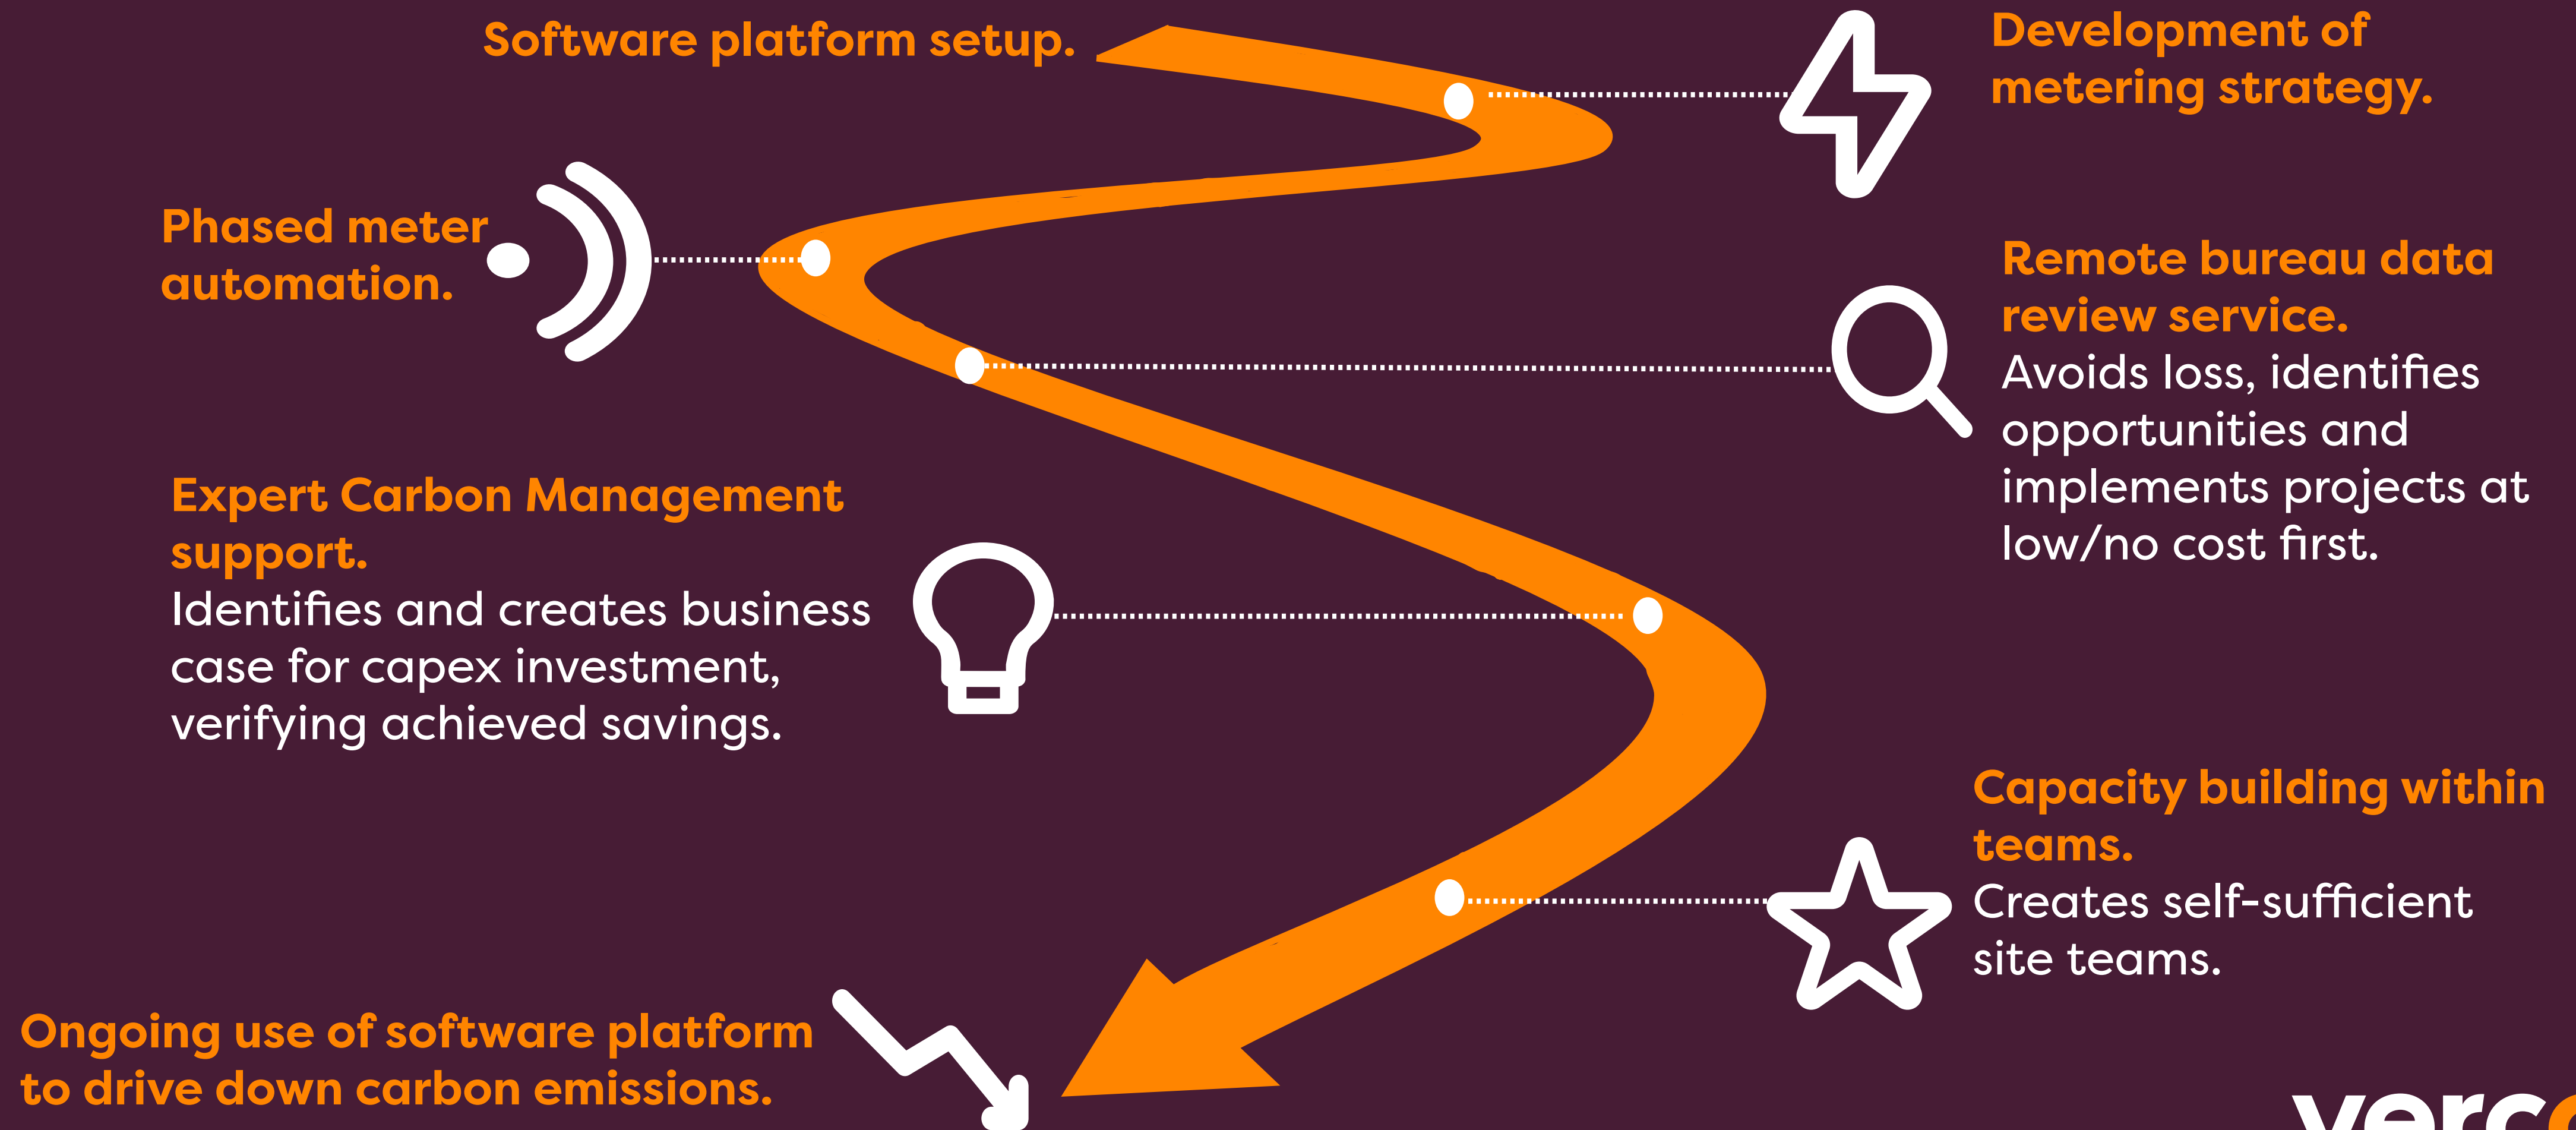 Software platform setup.
Development of
metering strategy.
Phased meter
automation.
Remote bureau data
review service.
Avoids loss, identifies
opportunities and
implements projects at
low/no cost first.
Expert Carbon Management
support.
Identifies and creates business
case for capex investment,
verifying achieved savings.
Capacity building within
teams.
Creates self-sufficient
site teams.
Ongoing use of software platform
to drive down carbon emissions.